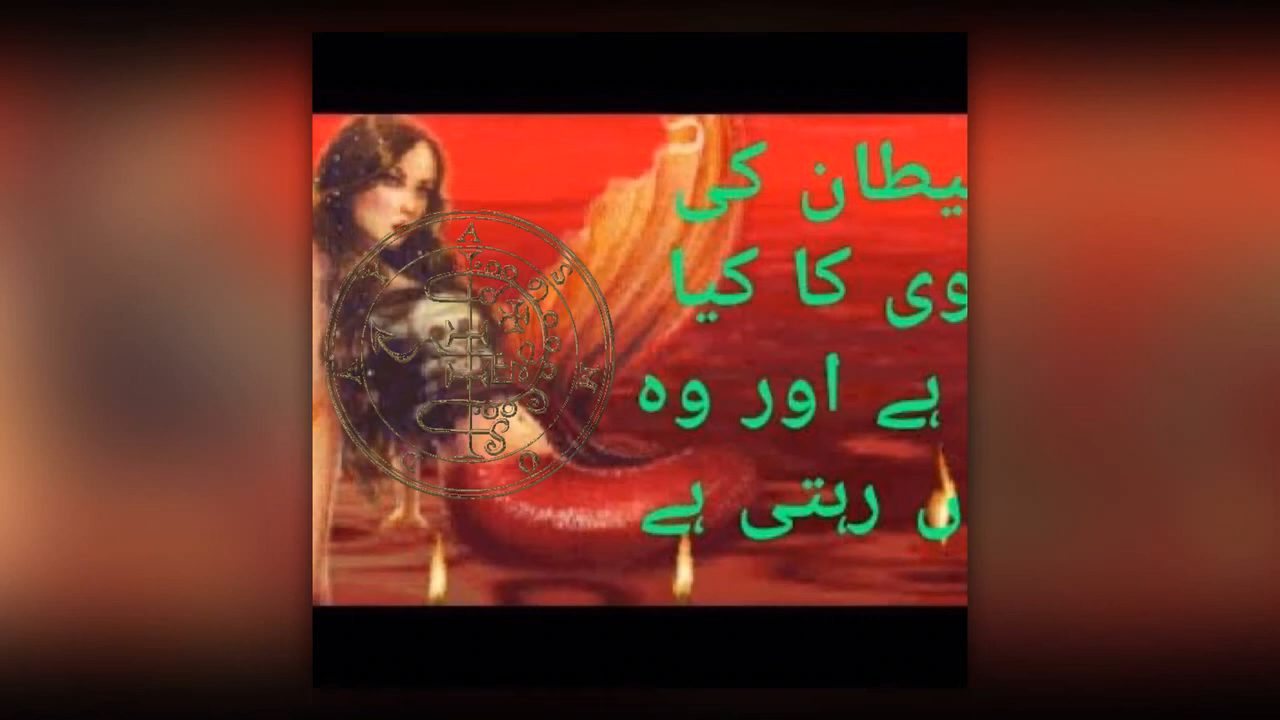 یطان کی
وی کا کیا
ہے اور وہ
ں رہتی ہے